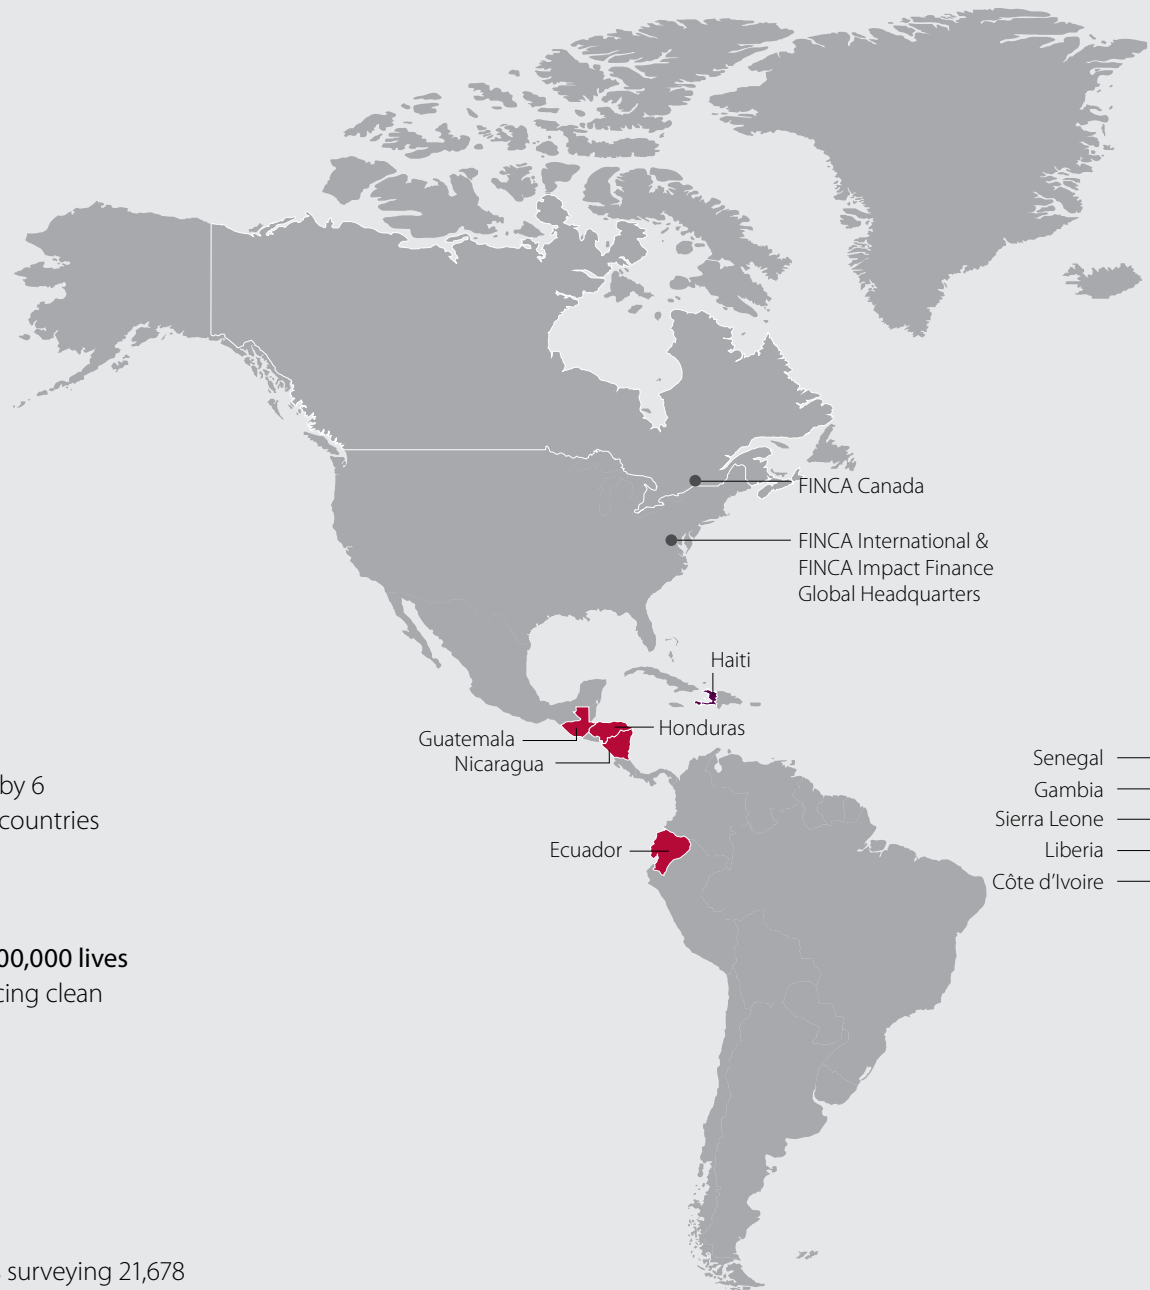 FINCA Canada
FINCA International &
FINCA Impact Finance
Global Headquarters
Haiti
Honduras
Guatemala
Nicaragua
Ecuador
Senegal
Gambia
Sierra Leone
Liberia
Côte d'Ivoire
by 6
countries
00,000 lives
cing clean
surveying 21,678